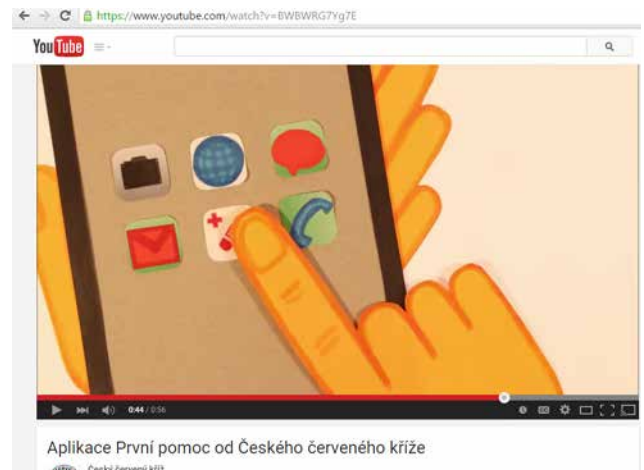 https://www.youtube.com/watch?v=BWBWRG7Yg7E
YouTube
0:44 / 0:56
Aplikace První pomoc od Českého červeného kříže
Český červený kříž